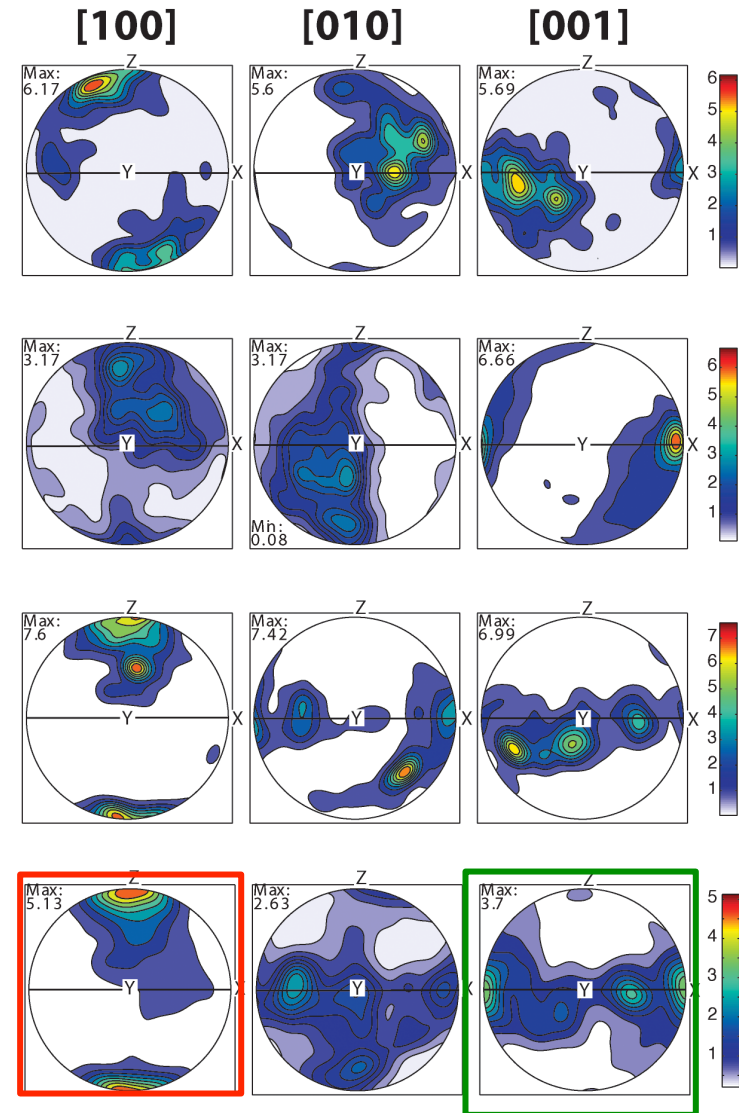 [100]
[010]
[001]
Z
Max:
6.17
Y
X
Z
Max:
5.6
Y
X
Z
Max:
5.69
Y
X
6
5
4
3
2
1
Z
Max:
3.17
Y
X
Z
Max:
3.17
Y
X
Min:
0.08
Z
Max:
6.66
Y
X
6
5
4
3
2
1
Z
Max:
7.6
Y
X
Z
Max:
7.42
Y
X
Z
Max:
6.99
Y
X
7
6
5
4
3
2
1
Z
Max:
5.13
Y
X
Z
Max:
2.63
Y
X
Z
Max:
3.7
Y
X
5
4
3
2
1